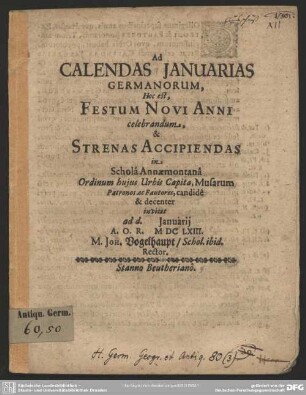 XII
Ad
CALENDAS JANUARIAS
GERMANORUM,
Hoc est,
FESTUM NOVI ANNI
celebrandum,
&
STRENAS ACCIPIENDAS
in
Scholâ Annæmontanâ
Ordinum hujus Urbis Capita, Musarum
Patronos ac Fautores, candidè
& decenter
invitat
ad d. Januarij
A. O. R. M DC LXIII.
M. Joh. Vogelhaupt / Schol. ibid.
Rector.
Stanno Beutheriano.
Antiqu. Germ.
60,50
H. Germ. Geogr. et Antiq. 80 (3)